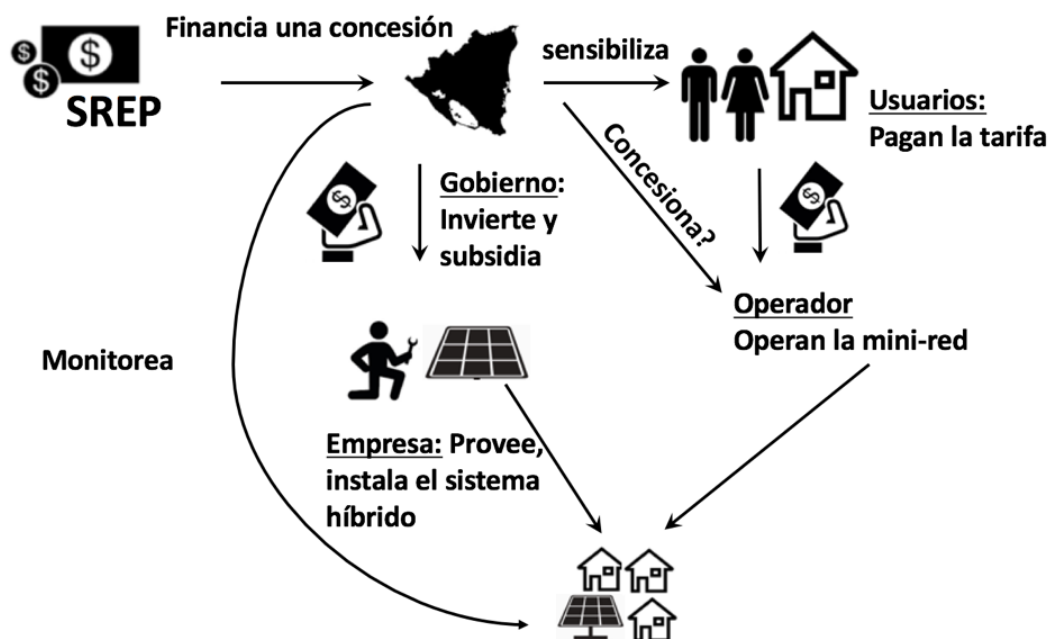 Financia una concesión
SREP
sensibiliza
Usuarios:
Pagan la tarifa
Concesiona?
Gobierno:
Invierte y
subsidia
Operador
Operan la mini-red
Monitorea
Empresa: Provee,
instala el sistema
híbrido